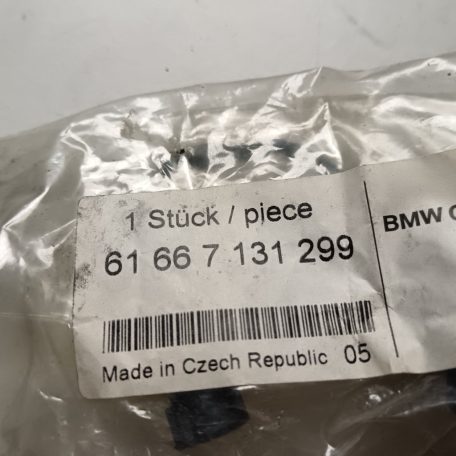 1 Stück / piece
61 66 7 131 299
Made in Czech Republic 05
BMW